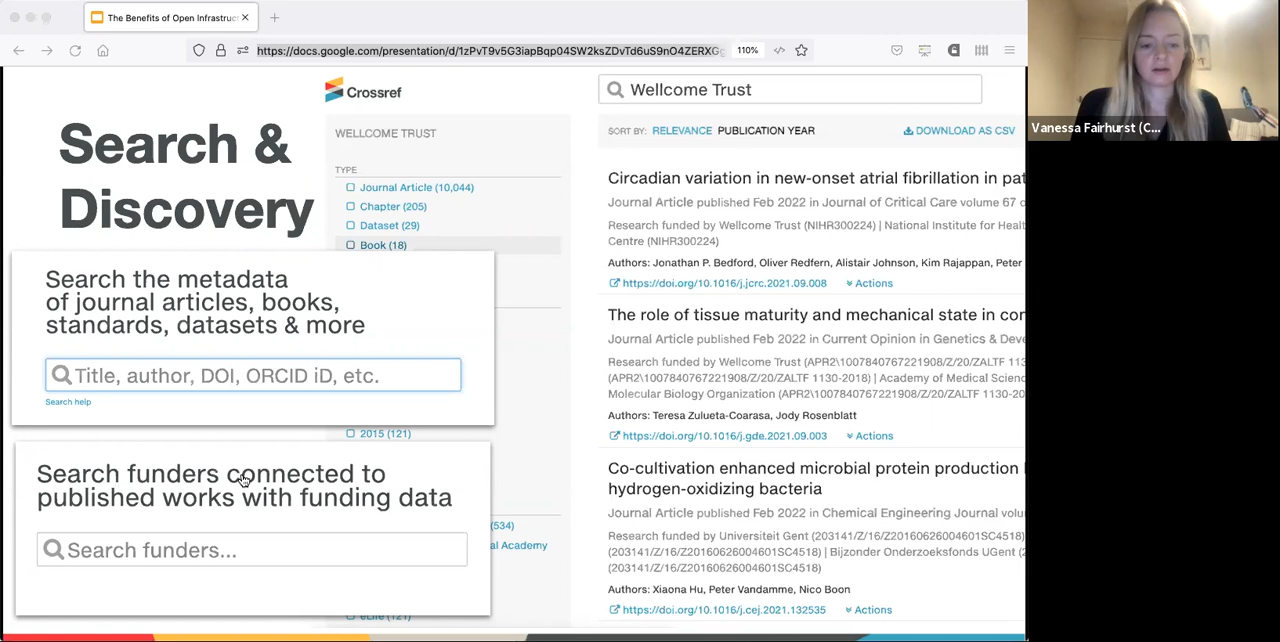 The Benefits of Open Infrastruc
https://docs.google.com/presentation/d/1zPvT9v5G3iapBqp04SW2ksZDvTd6uS9nO4ZERXGc
110%
Search &
Discovery
Crossref
Wellcome Trust
WELLCOME TRUST
SORT BY: RELEVANCE PUBLICATION YEAR
DOWNLOAD AS CSV
TYPE
Journal Article (10,044)
Chapter (205)
Dataset (29)
Book (18)
Search the metadata
of journal articles, books,
standards, datasets & more
Title, author, DOI, ORCID iD, etc.
Search help
2015 (121)
Search funders connected to
published works with funding data
Search funders...
(534)
al Academy
eLife (121)
Circadian variation in new-onset atrial fibrillation in pat
Journal Article published Feb 2022 in Journal of Critical Care volume 67 o
Research funded by Wellcome Trust (NIHR300224) | National Institute for Healt
Centre (NIHR300224)
Authors: Jonathan P. Bedford, Oliver Redfern, Alistair Johnson, Kim Rajappan, Peter
https://doi.org/10.1016/j.jcrc.2021.09.008 Actions
The role of tissue maturity and mechanical state in con
Journal Article published Feb 2022 in Current Opinion in Genetics & Deve
Research funded by Wellcome Trust (APR2\1007840767221908/Z/20/ZALTF 113
(APR2\1007840767221908/Z/20/ZALTF 1130-2018) | Academy of Medical Scienc
Molecular Biology Organization (APR2\1007840767221908/Z/20/ZALTF 1130-20
Authors: Teresa Zulueta-Coarasa, Jody Rosenblatt
https://doi.org/10.1016/j.gde.2021.09.003 Actions
Co-cultivation enhanced microbial protein production
hydrogen-oxidizing bacteria
Journal Article published Feb 2022 in Chemical Engineering Journal volu
Research funded by Universiteit Gent (203141/Z/16/Z20160626004601SC4518)
(203141/Z/16/Z20160626004601SC4518) | Bijzonder Onderzoeksfonds UGent (2
(203141/Z/16/Z20160626004601SC4518)
Authors: Xiaona Hu, Peter Vandamme, Nico Boon
https://doi.org/10.1016/j.cej.2021.132535 Actions
Vanessa Fairhurst (C...